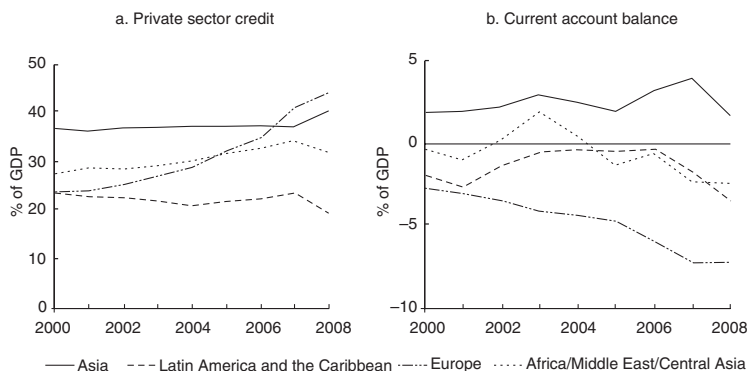 a. Private sector credit
% of GDP
50
40
30
20
10
0
2000 2002 2004 2006 2008
b. Current account balance
% of GDP
5
0
−5
−10
2000 2002 2004 2006 2008
Asia Latin America and the Caribbean Europe Africa/Middle East/Central Asia